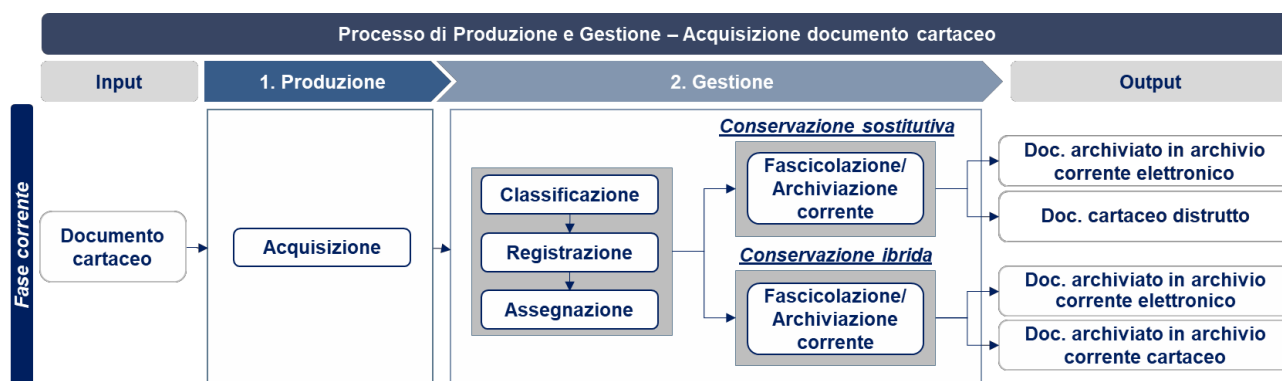 Processo di Produzione e Gestione – Acquisizione documento cartaceo
Input
1. Produzione
2. Gestione
Output
Fase corrente
Documento
cartaceo
Acquisizione
Classificazione
Registrazione
Assegnazione
Conservazione sostitutiva
Fascicolazione/
Archiviazione
corrente
Conservazione ibrida
Fascicolazione/
Archiviazione
corrente
Doc. archiviato in archivio
corrente elettronico
Doc. cartaceo distrutto
Doc. archiviato in archivio
corrente elettronico
Doc. archiviato in archivio
corrente cartaceo